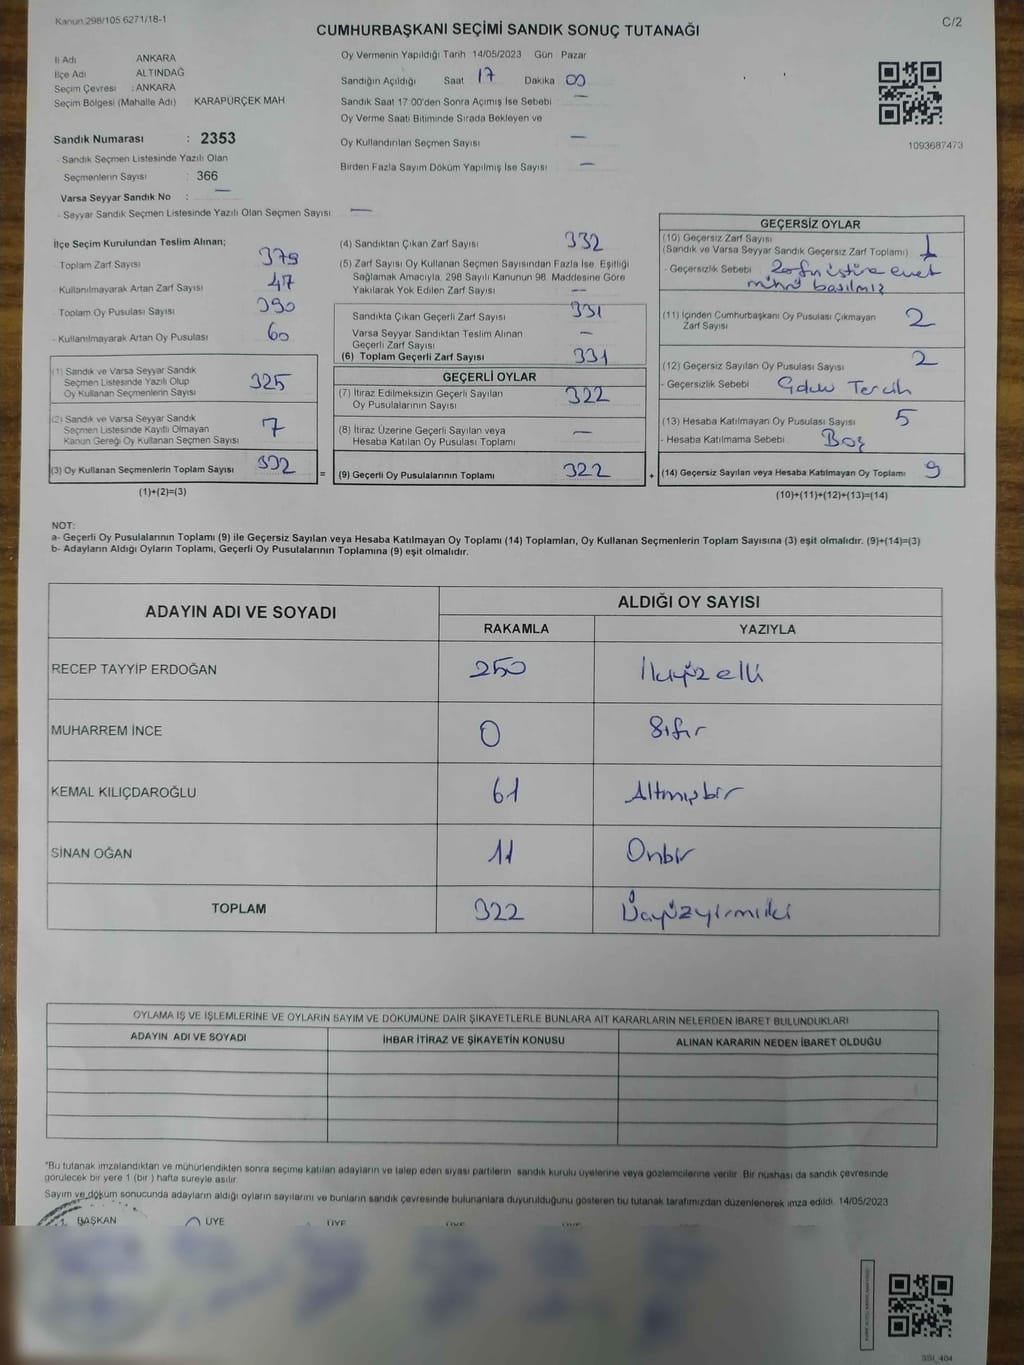 Kanun 298/105 6271/18-1
C/2
CUMHURBAŞKANI SEÇİMİ SANDIK SONUÇ TUTANAĞI
İl Adı ANKARA
İlçe Adı ALTINDAĞ
Seçim Çevresi : ANKARA
Seçim Bölgesi (Mahalle Adı) KARAPÜRÇEK MAH
Oy Vermenin Yapıldığı Tarih 14/05/2023 Gün Pazar
Sandığın Açıldığı Saat 17 Dakika 00
Sandık Saat 17 00'den Sonra Açımış İse Sebebi —
Oy Verme Saati Bitiminde Sırada Bekleyen ve
Oy Kullandırılan Seçmen Sayısı —
Birden Fazla Sayım Döküm Yapılmış İse Sayısı —
1093687473
Sandık Numarası : 2353
- Sandık Seçmen Listesinde Yazılı Olan
Seçmenlerin Sayısı : 366
Varsa Seyyar Sandık No : —
- Seyyar Sandık Seçmen Listesinde Yazılı Olan Seçmen Sayısı —
İlçe Seçim Kurulundan Teslim Alınan;
Toplam Zarf Sayısı 379
- Kullanılmayarak Artan Zarf Sayısı 47
- Toplam Oy Pusulası Sayısı 390
- Kullanılmayarak Artan Oy Pusulası 60
(1) Sandık ve Varsa Seyyar Sandık
Seçmen Listesinde Yazılı Olup
Oy Kullanan Seçmenlerin Sayısı 325
(2) Sandık ve Varsa Seyyar Sandık
Seçmen Listesinde Kayıtlı Olmayan
Kanun Gereği Oy Kullanan Seçmen Sayısı 7
(3) Oy Kullanan Seçmenlerin Toplam Sayısı 332
(1)+(2)=(3)
(4) Sandıktan Çıkan Zarf Sayısı 332
(5) Zarf Sayısı Oy Kullanan Seçmen Sayısından Fazla İse, Eşitliği
Sağlamak Amacıyla, 298 Sayılı Kanunun 98. Maddesine Göre
Yakılarak Yok Edilen Zarf Sayısı —
Sandıkta Çıkan Geçerli Zarf Sayısı 331
Varsa Seyyar Sandıktan Teslim Alınan
Geçerli Zarf Sayısı —
(6) Toplam Geçerli Zarf Sayısı 331
GEÇERLİ OYLAR
(7) İtiraz Edilmeksizin Geçerli Sayılan
Oy Pusulalarının Sayısı 322
(8) İtiraz Üzerine Geçerli Sayılan veya
Hesaba Katılan Oy Pusulası Toplamı —
= (9) Geçerli Oy Pusulalarının Toplamı 322 +
GEÇERSİZ OYLAR
(10) Geçersiz Zarf Sayısı
(Sandık ve Varsa Seyyar Sandık Geçersiz Zarf Toplamı) 1
- Geçersizlik Sebebi Zarfın üstüne evet
mührü basılmız
(11) İçinden Cumhurbaşkanı Oy Pusulası Çıkmayan
Zarf Sayısı 2
(12) Geçersiz Sayılan Oy Pusulası Sayısı 2
- Geçersizlik Sebebi Tercih
(13) Hesaba Katılmayan Oy Pusulası Sayısı 5
- Hesaba Katılmama Sebebi Boş
(14) Geçersiz Sayılan veya Hesaba Katılmayan Oy Toplamı 9
(10)+(11)+(12)+(13)=(14)
NOT:
a- Geçerli Oy Pusulalarının Toplamı (9) ile Geçersiz Sayılan veya Hesaba Katılmayan Oy Toplamı (14) Toplamları, Oy Kullanan Seçmenlerin Toplam Sayısına (3) eşit olmalıdır. (9)+(14)=(3)
b- Adayların Aldığı Oyların Toplamı, Geçerli Oy Pusulalarının Toplamına (9) eşit olmalıdır.
ADAYIN ADI VE SOYADI ALDIĞI OY SAYISI
RAKAMLA YAZIYLA
RECEP TAYYİP ERDOĞAN 250 İkiyüz elli
MUHARREM İNCE 0 Sıfır
KEMAL KILIÇDAROĞLU 61 Altmışbir
SİNAN OĞAN 11 Onbir
TOPLAM 322 Üçyüzyirmiiki
OYLAMA İŞ VE İŞLEMLERİNE VE OYLARIN SAYIM VE DÖKÜMÜNE DAİR ŞİKAYETLERLE BUNLARA AİT KARARLARIN NELERDEN İBARET BULUNDUKLARI
ADAYIN ADI VE SOYADI İHBAR İTİRAZ VE ŞİKAYETİN KONUSU ALINAN KARARIN NEDEN İBARET OLDUĞU
*Bu tutanak imzalandıktan ve mühürlendikten sonra seçime katılan adayların ve talep eden siyasi partilerin sandık kurulu üyelerine veya gözlemcilerine verilir. Bir nüshası da sandık çevresinde
görülecek bir yere 1 (bir ) hafta süreyle asılır.
Sayım ve döküm sonucunda adayların aldığı oyların sayılarını ve bunların sandık çevresinde bulunanlara duyurulduğunu gösteren bu tutanak tarafımızdan düzenlenerek imza edildi. 14/05/2023
BAŞKAN ÜYE ÜYE ÜYE ÜYE